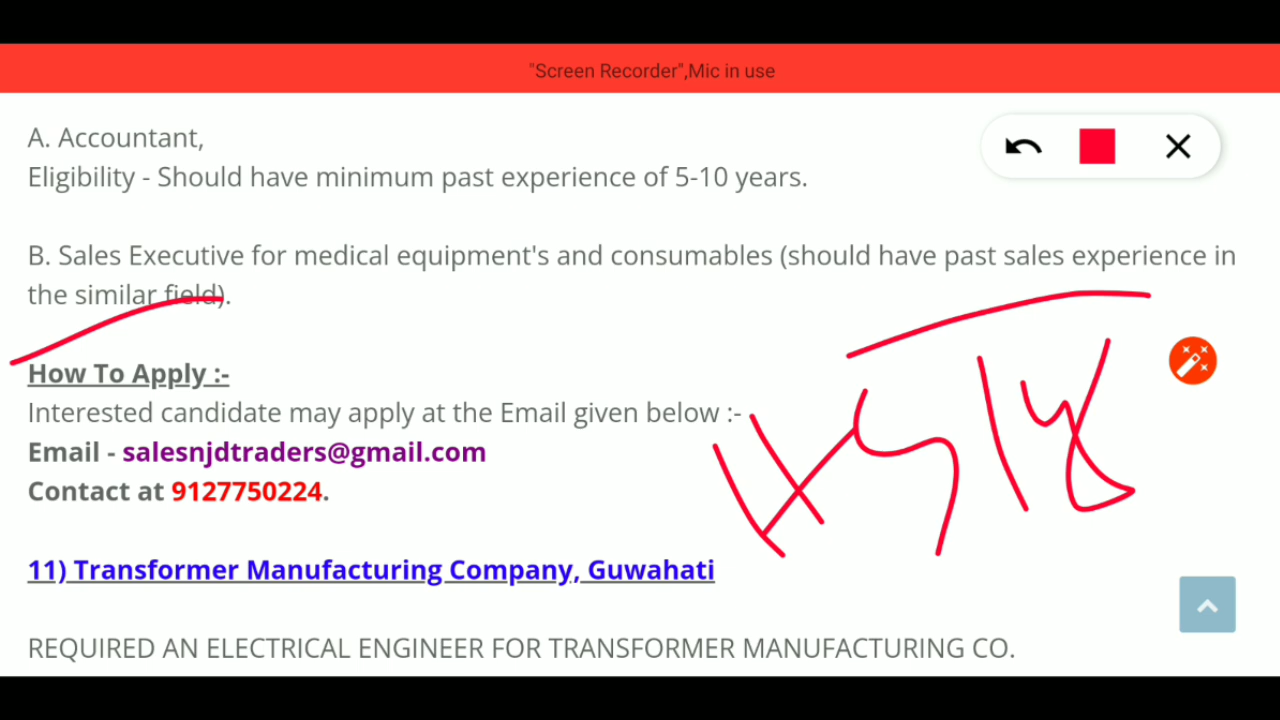 "Screen Recorder",Mic in use
A. Accountant,
Eligibility - Should have minimum past experience of 5-10 years.
B. Sales Executive for medical equipment's and consumables (should have past sales experience in
the similar field).
How To Apply :-
Interested candidate may apply at the Email given below :-
Email - salesnjdtraders@gmail.com
Contact at 9127750224.
11) Transformer Manufacturing Company, Guwahati
REQUIRED AN ELECTRICAL ENGINEER FOR TRANSFORMER MANUFACTURING CO.